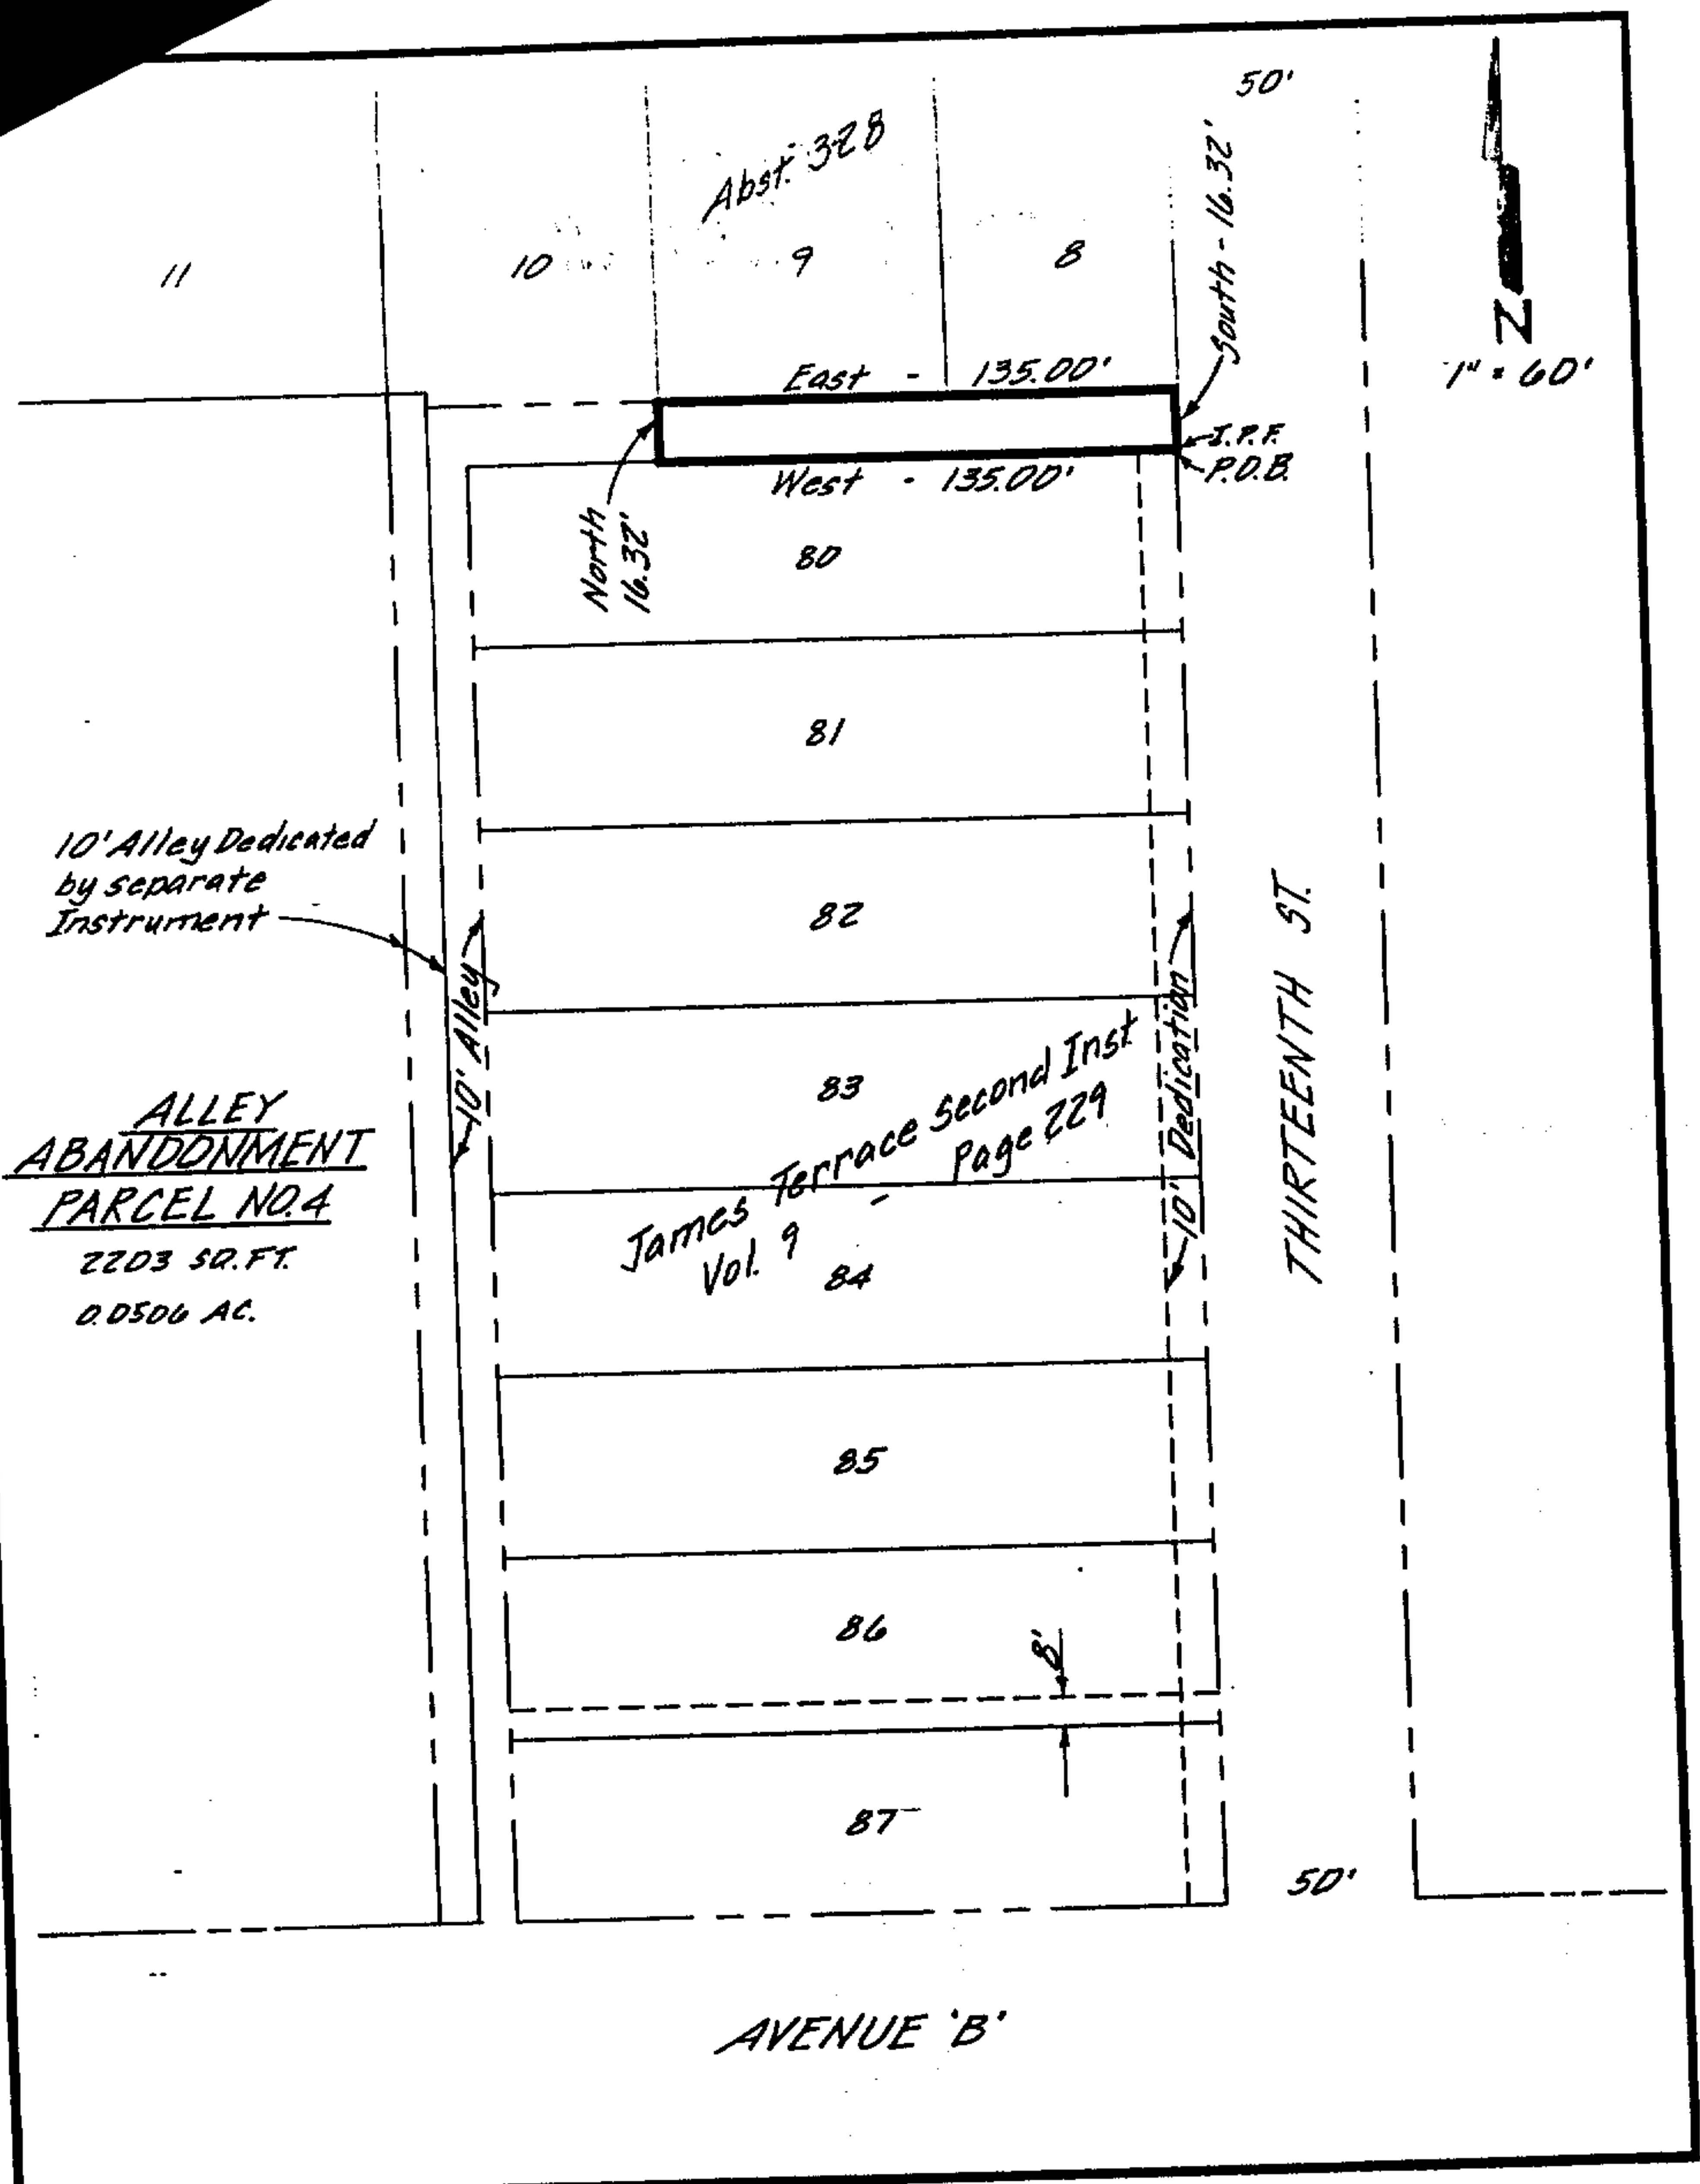 50'
Abst. 328
11
10
9
8
South - 16.32'
N
1" = 60'
East - 135.00'
I.P.F.
P.O.B.
West - 135.00'
North
16.32'
80
81
10' Alley Dedicated
by separate
Instrument
82
10' Alley
10' Dedication
THIRTEENTH ST.
83
James Terrace Second Inst
Vol. 9 - Page 229
ALLEY
ABANDONMENT
PARCEL NO. 4
2203 SQ. FT.
0.0506 AC.
84
85
86
8'
87
50'
AVENUE 'B'